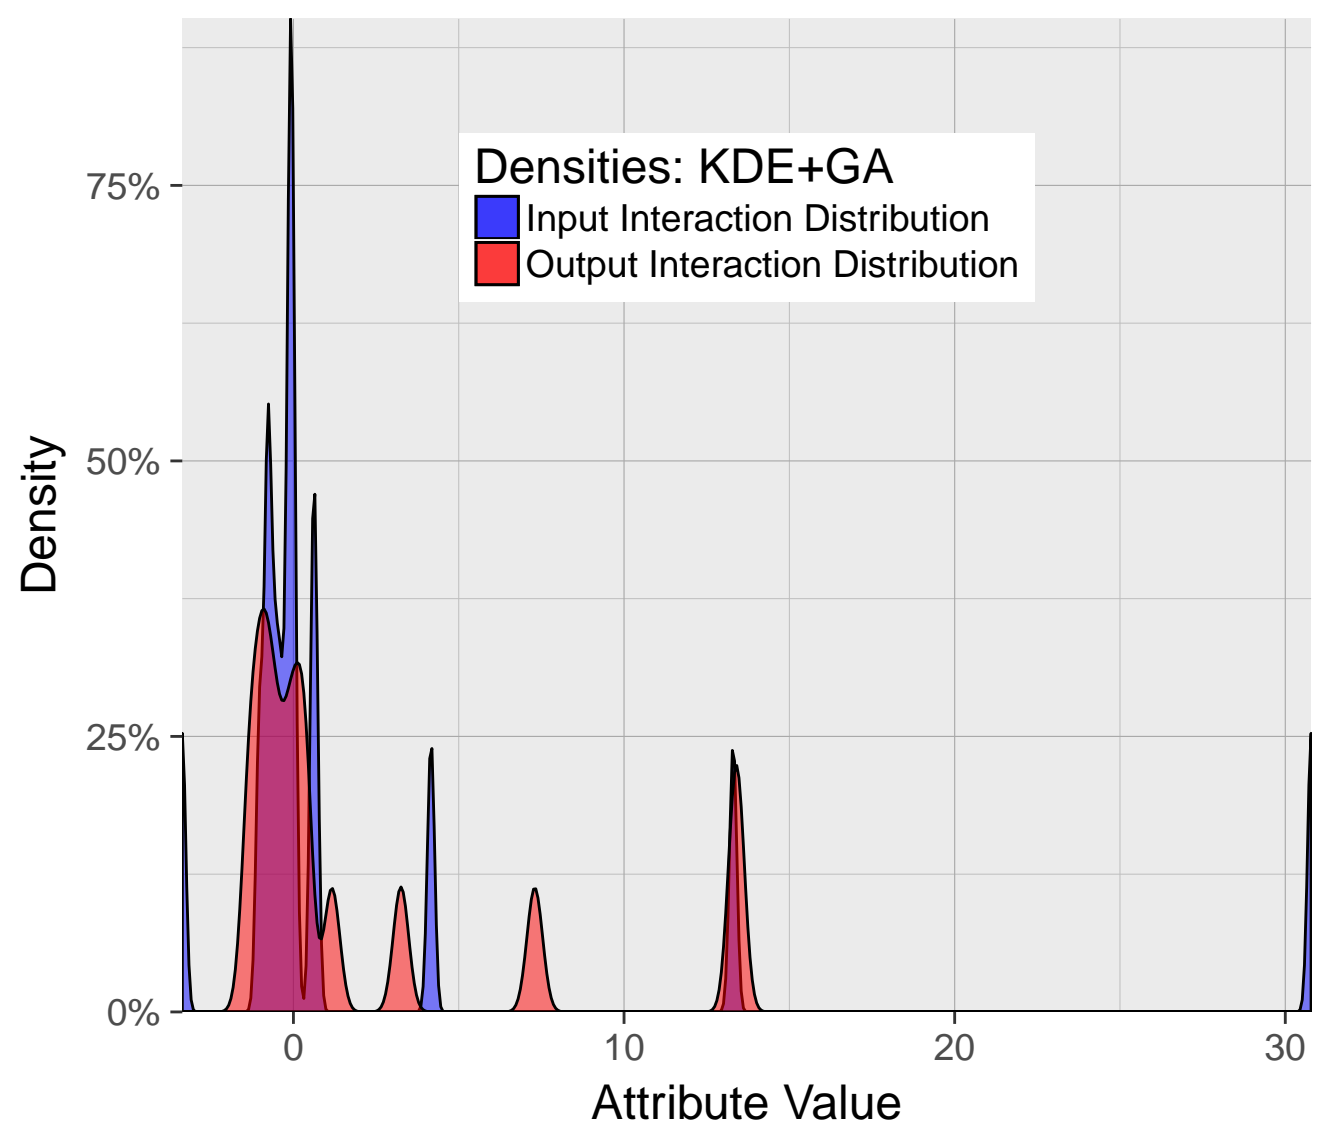 Densities: KDE+GA
Input Interaction Distribution
Output Interaction Distribution
Density
75%
50%
25%
0%
0 10 20 30
Attribute Value